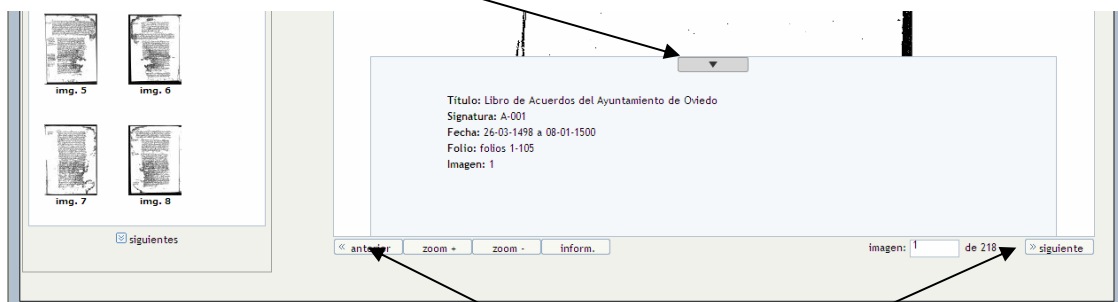 img. 5
img. 6
img. 7
img. 8
siguientes
Título: Libro de Acuerdos del Ayuntamiento de Oviedo
Signatura: A-001
Fecha: 26-03-1498 a 08-01-1500
Folio: folios 1-105
Imagen: 1
« anterior
zoom +
zoom -
inform.
imagen: 1 de 218
» siguiente